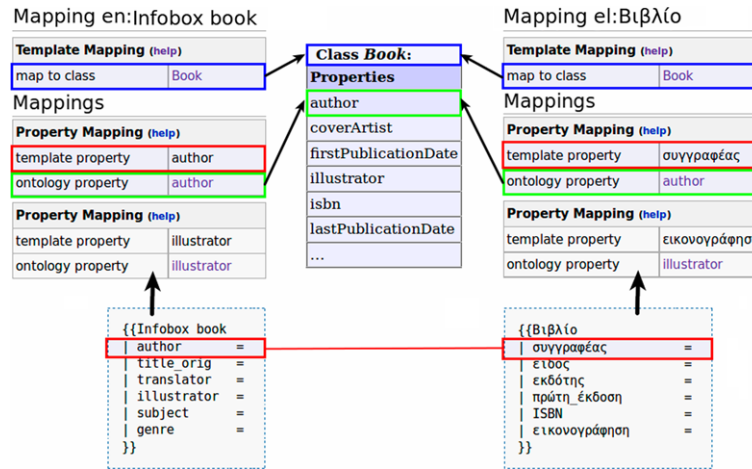 Mapping en:Infobox book
Template Mapping (help)
map to class Book
Mappings
Property Mapping (help)
template property author
ontology property author
Property Mapping (help)
template property illustrator
ontology property illustrator
{{Infobox book
| author =
| title_orig =
| translator =
| illustrator =
| subject =
| genre =
}}
Class Book:
Properties
author
coverArtist
firstPublicationDate
illustrator
isbn
lastPublicationDate
...
Mapping el:Βιβλίο
Template Mapping (help)
map to class Book
Mappings
Property Mapping (help)
template property συγγραφέας
ontology property author
Property Mapping (help)
template property εικονογράφηση
ontology property illustrator
{{Βιβλίο
| συγγραφέας =
| είδος =
| εκδότης =
| πρώτη_έκδοση =
| ISBN =
| εικονογράφηση =
}}